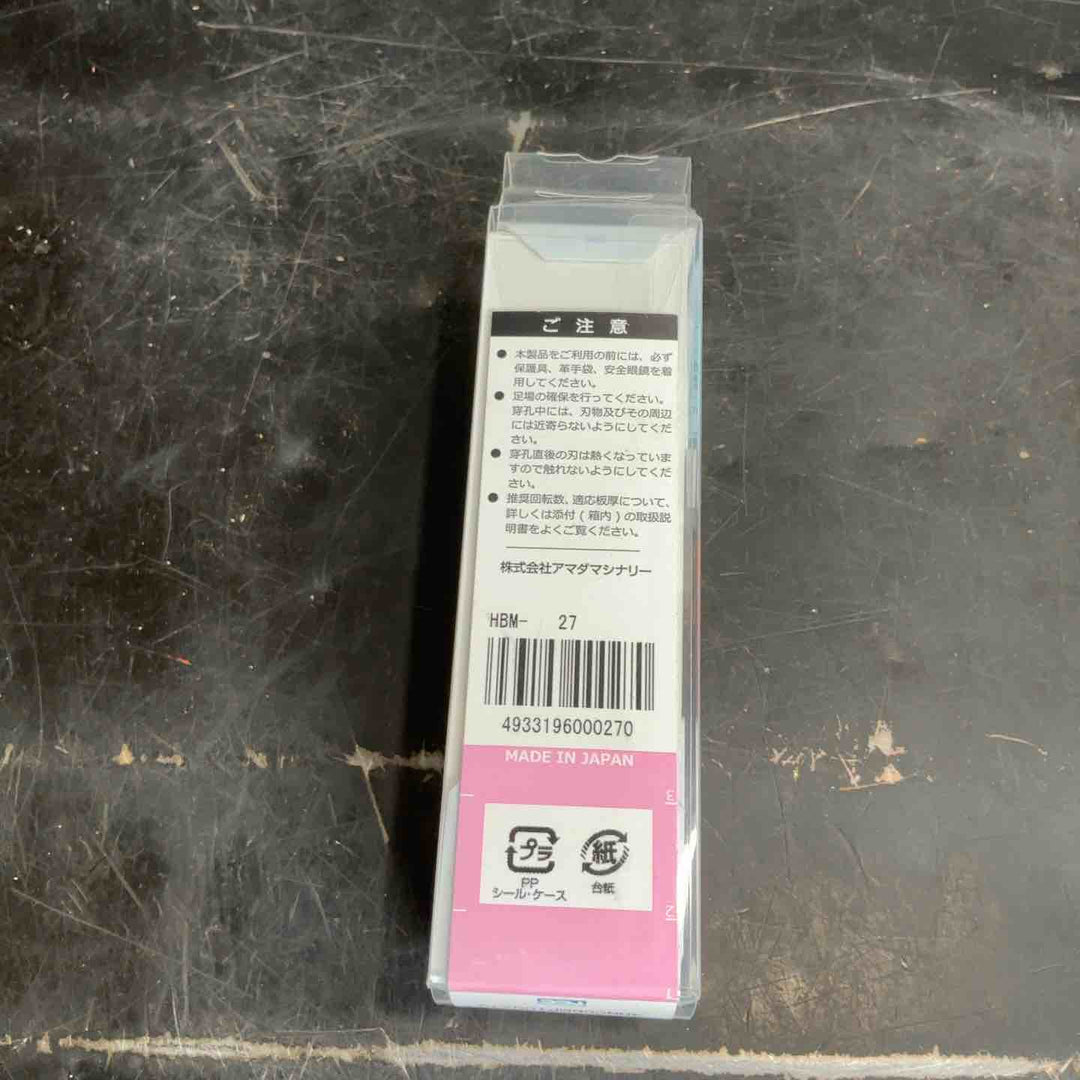 ご注意
● 本製品をご利用の前には、必ず
保護具、革手袋、安全眼鏡を着
用してください。
● 足場の確保を行ってください。
穿孔中には、刃物及びその周辺
には近寄らないようにしてくだ
さい。
● 穿孔直後の刃は熱くなっていま
すので触れないようにしてくだ
さい。
● 推奨回転数、適応板厚について、
詳しくは添付(箱内)の取扱説
明書をよくご覧ください。
株式会社アマダマシナリー
HBM- 27
4933196000270
MADE IN JAPAN
3
プラ
紙
PP
シール・ケース
台紙
2
1